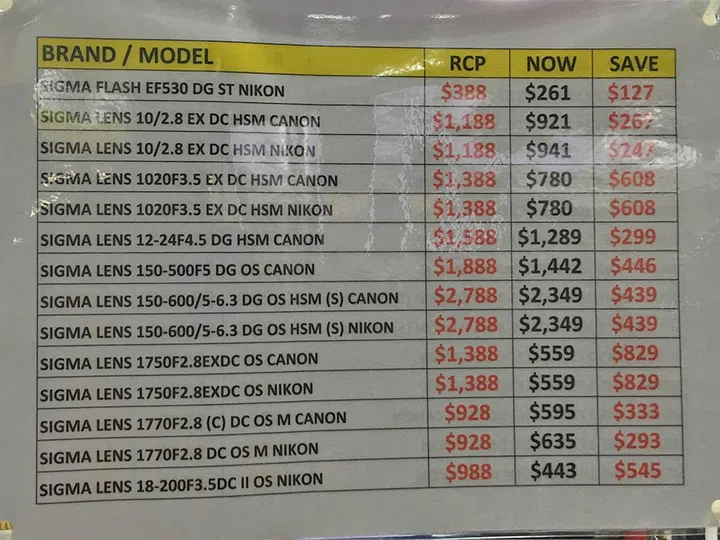 BRAND / MODEL RCP NOW SAVE
SIGMA FLASH EF530 DG ST NIKON $388 $261 $127
SIGMA LENS 10/2.8 EX DC HSM CANON $1,188 $921 $267
SIGMA LENS 10/2.8 EX DC HSM NIKON $1,188 $941 $247
SIGMA LENS 1020F3.5 EX DC HSM CANON $1,388 $780 $608
SIGMA LENS 1020F3.5 EX DC HSM NIKON $1,388 $780 $608
SIGMA LENS 12-24F4.5 DG HSM CANON $1,588 $1,289 $299
SIGMA LENS 150-500F5 DG OS CANON $1,888 $1,442 $446
SIGMA LENS 150-600/5-6.3 DG OS HSM (S) CANON $2,788 $2,349 $439
SIGMA LENS 150-600/5-6.3 DG OS HSM (S) NIKON $2,788 $2,349 $439
SIGMA LENS 1750F2.8EXDC OS CANON $1,388 $559 $829
SIGMA LENS 1750F2.8EXDC OS NIKON $1,388 $559 $829
SIGMA LENS 1770F2.8 (C) DC OS M CANON $928 $595 $333
SIGMA LENS 1770F2.8 DC OS M NIKON $928 $635 $293
SIGMA LENS 18-200F3.5DC II OS NIKON $988 $443 $545